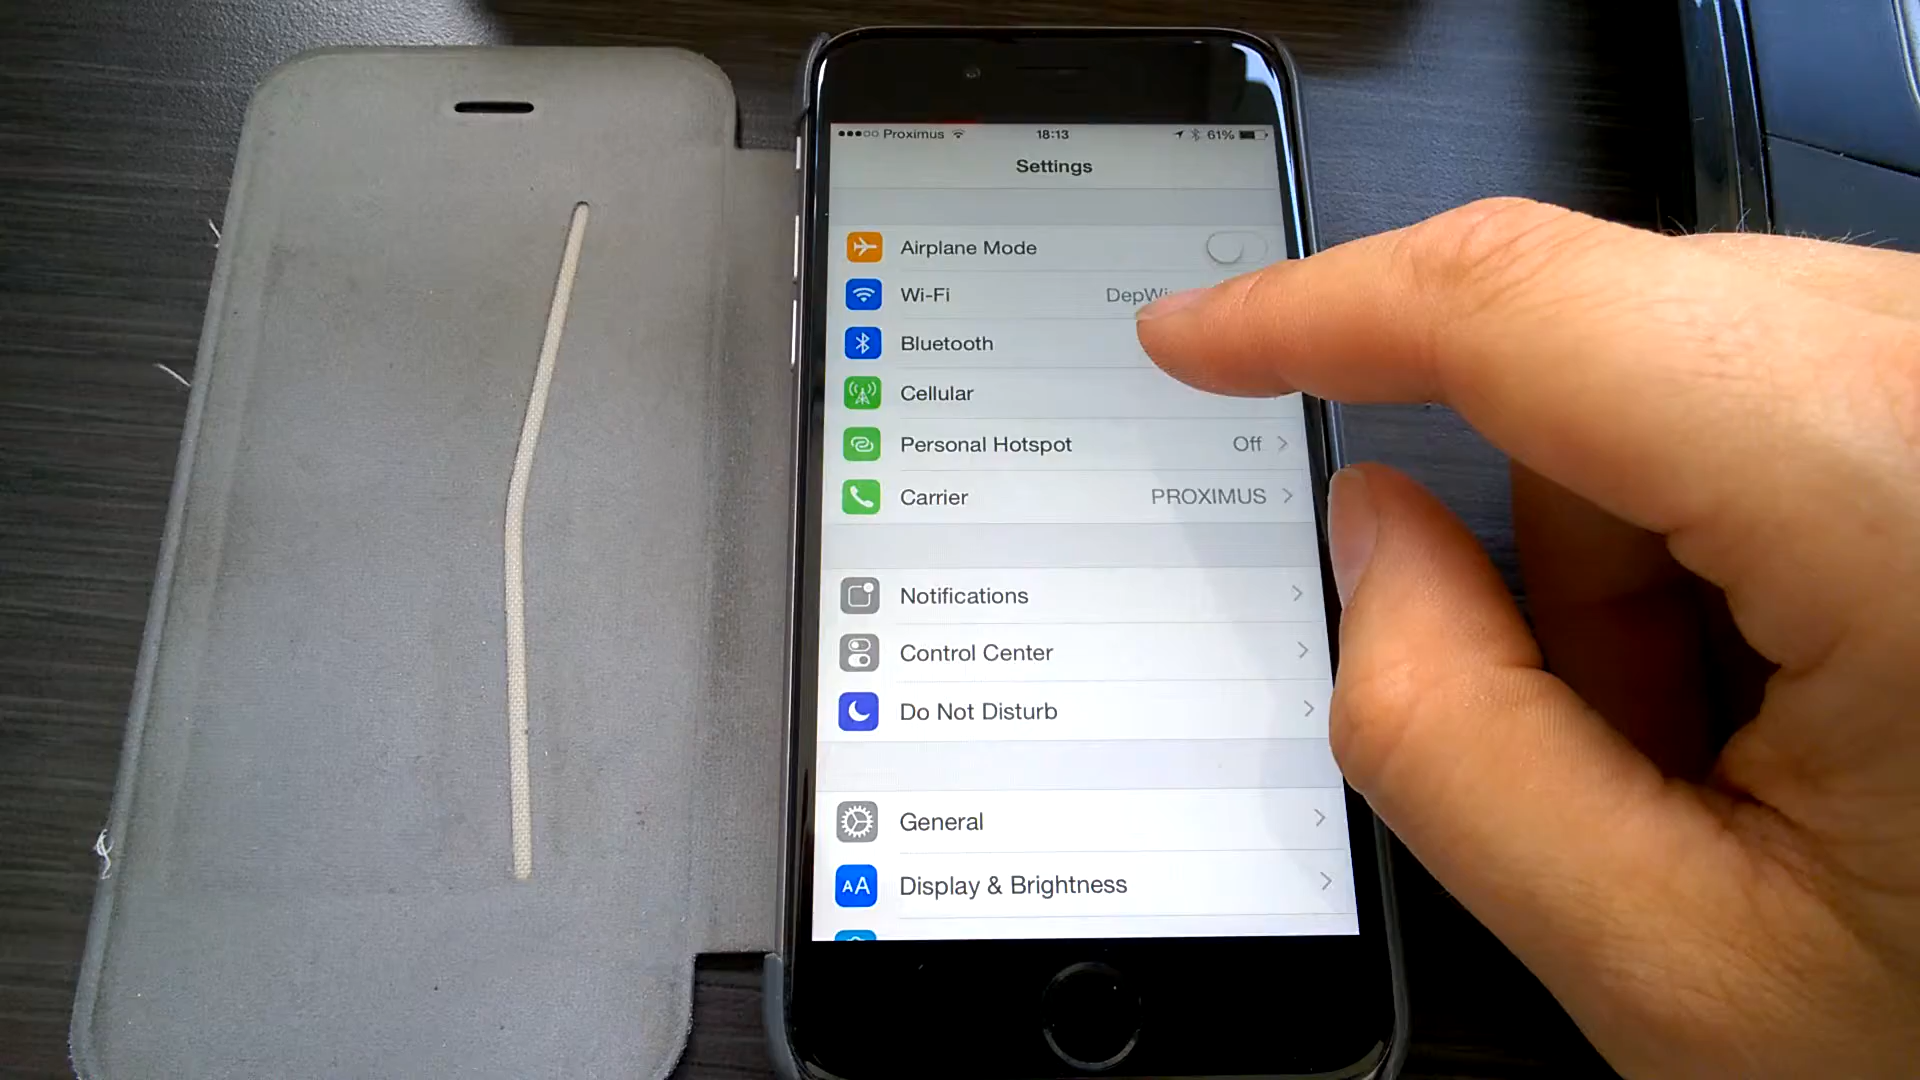 Proximus 18:13 61%
Settings
Airplane Mode
Wi-Fi
Bluetooth
Cellular
Personal Hotspot Off
Carrier PROXIMUS
Notifications
Control Center
Do Not Disturb
General
AA Display & Brightness